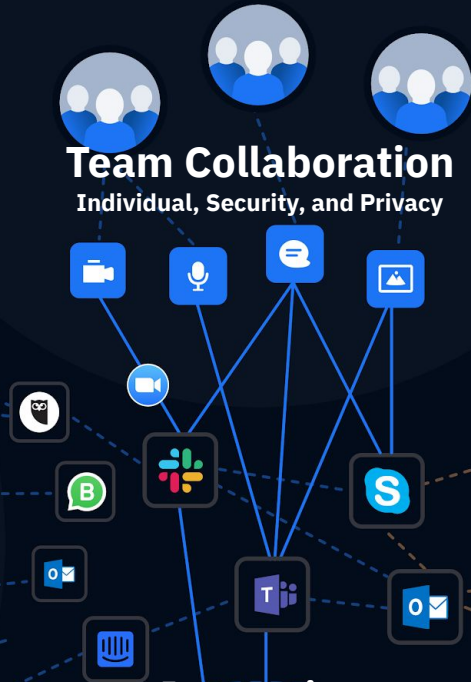 Team Collaboration
Individual, Security, and Privacy
B
S
T
O
O